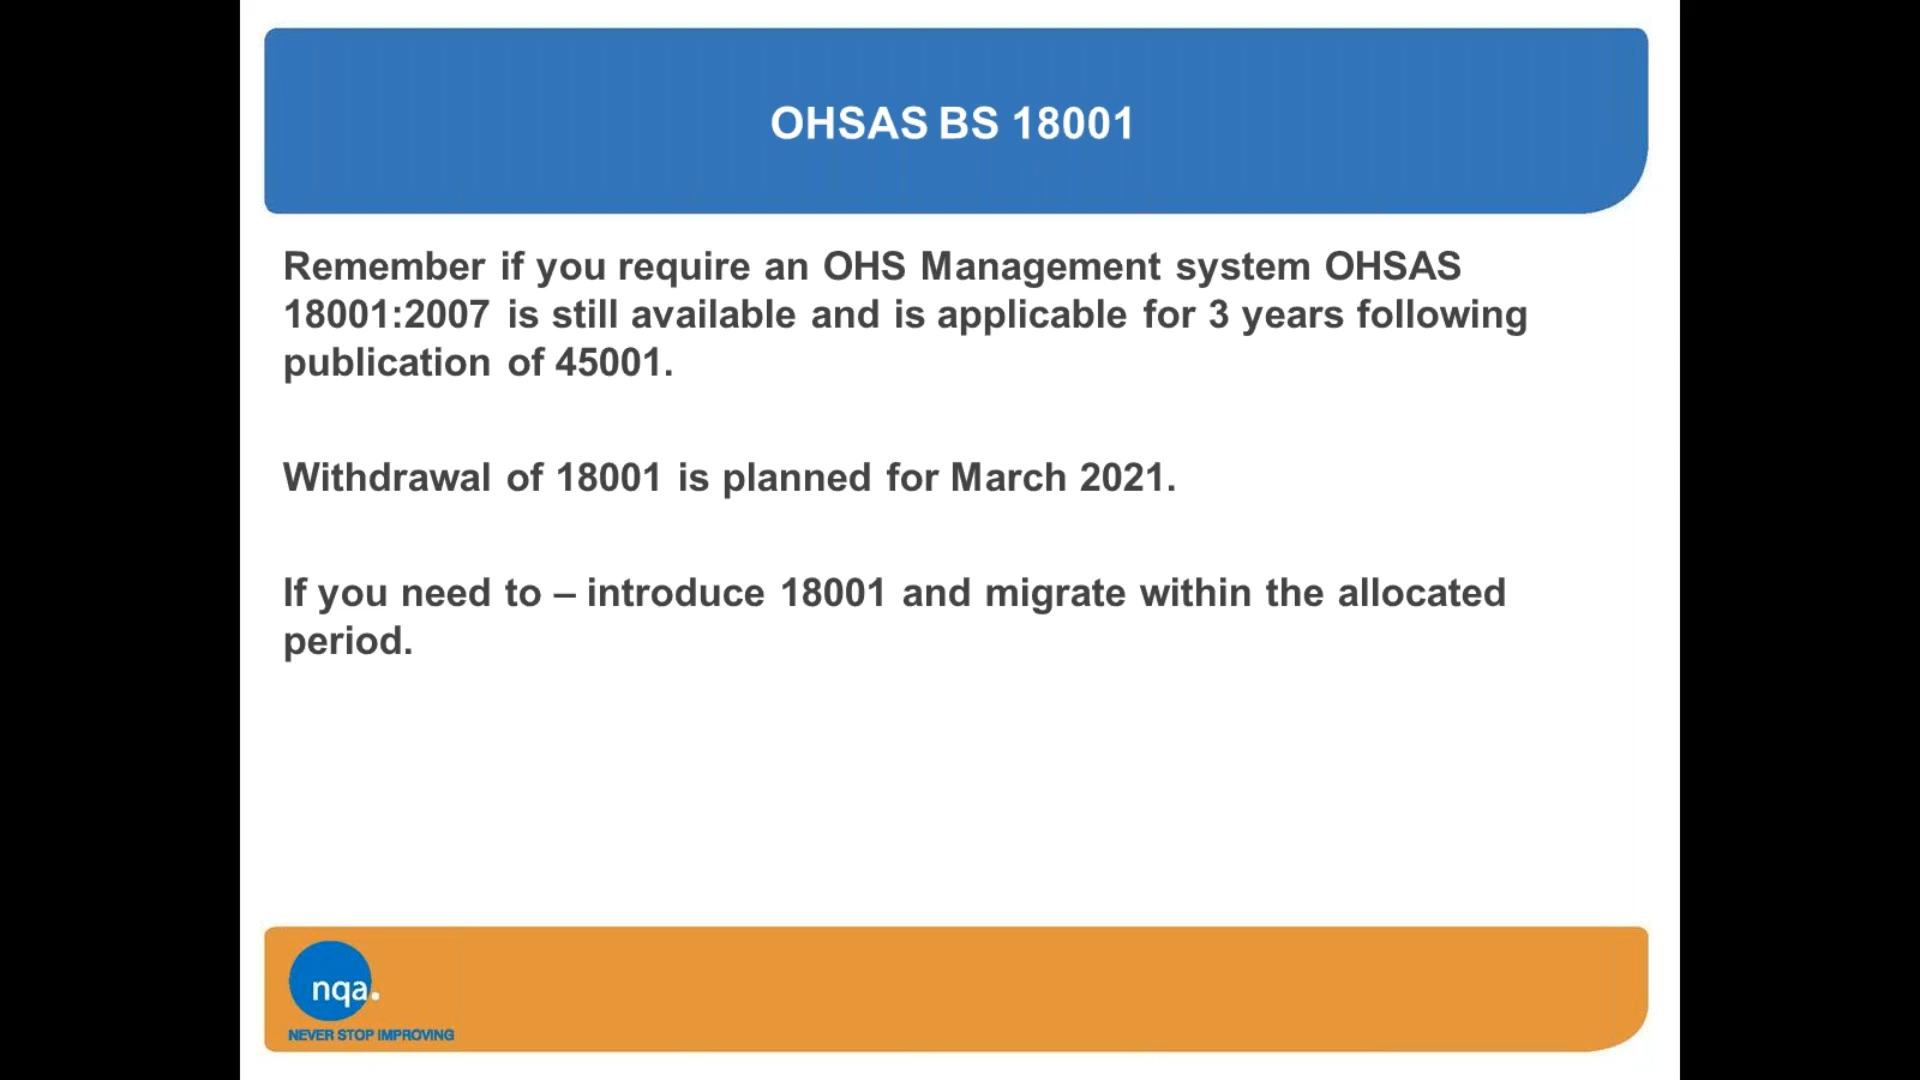 OHSAS BS 18001
Remember if you require an OHS Management system OHSAS
18001:2007 is still available and is applicable for 3 years following
publication of 45001.
Withdrawal of 18001 is planned for March 2021.
If you need to – introduce 18001 and migrate within the allocated
period.
nqa.
NEVER STOP IMPROVING